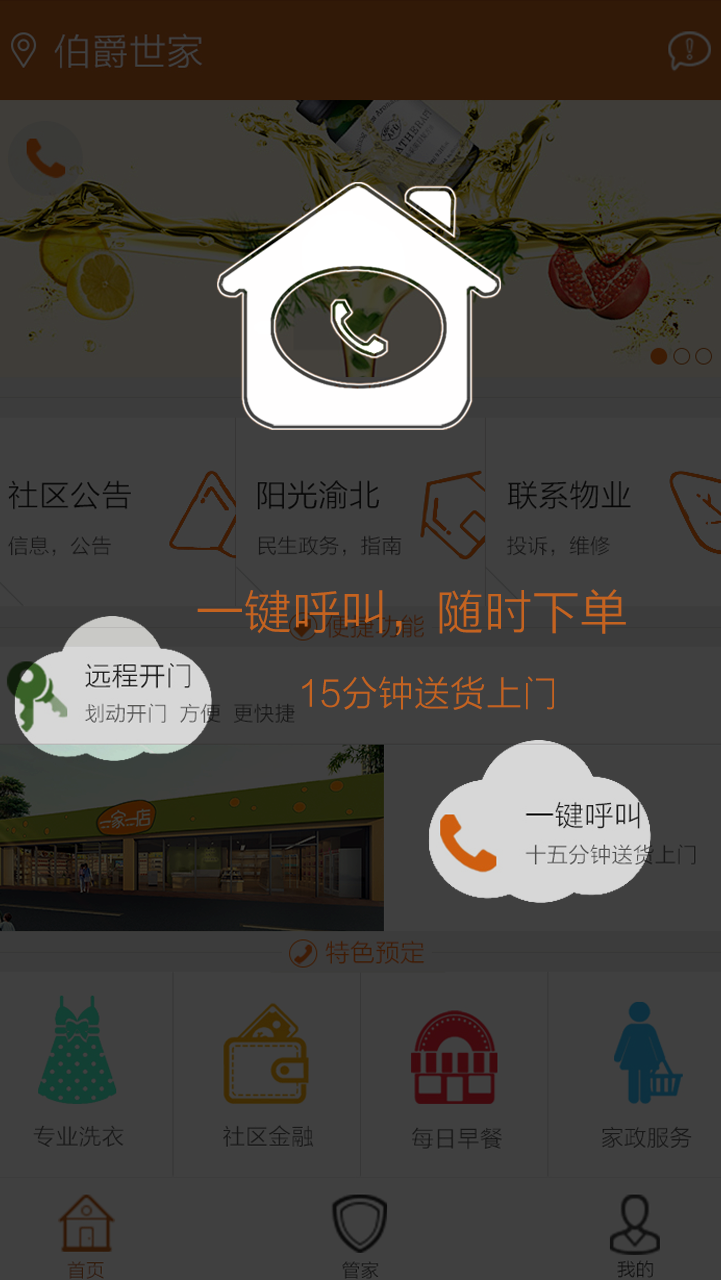 伯爵世家
社区公告
信息，公告
阳光渝北
民生政务，指南
联系物业
投诉，维修
一键呼叫，随时下单
便捷功能
远程开门
划动开门 方便 更快捷
15分钟送货上门
一家一店
一键呼叫
十五分钟送货上门
特色预定
专业洗衣
社区金融
每日早餐
家政服务
首页
管家
我的